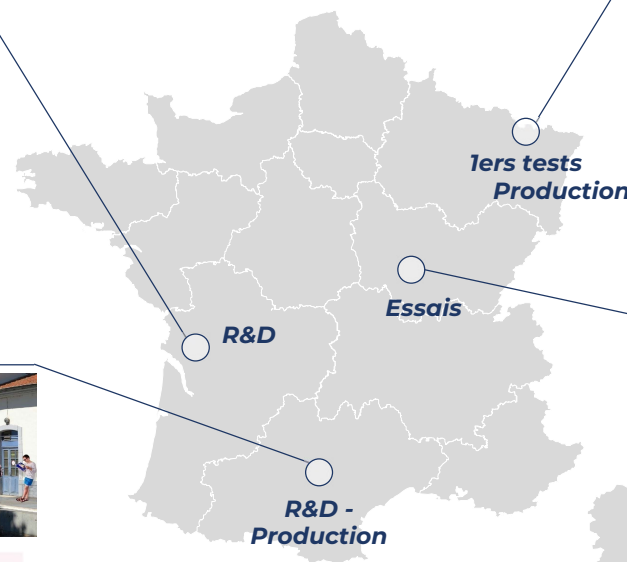 1ers tests
Production
Essais
R&D
R&D -
Production